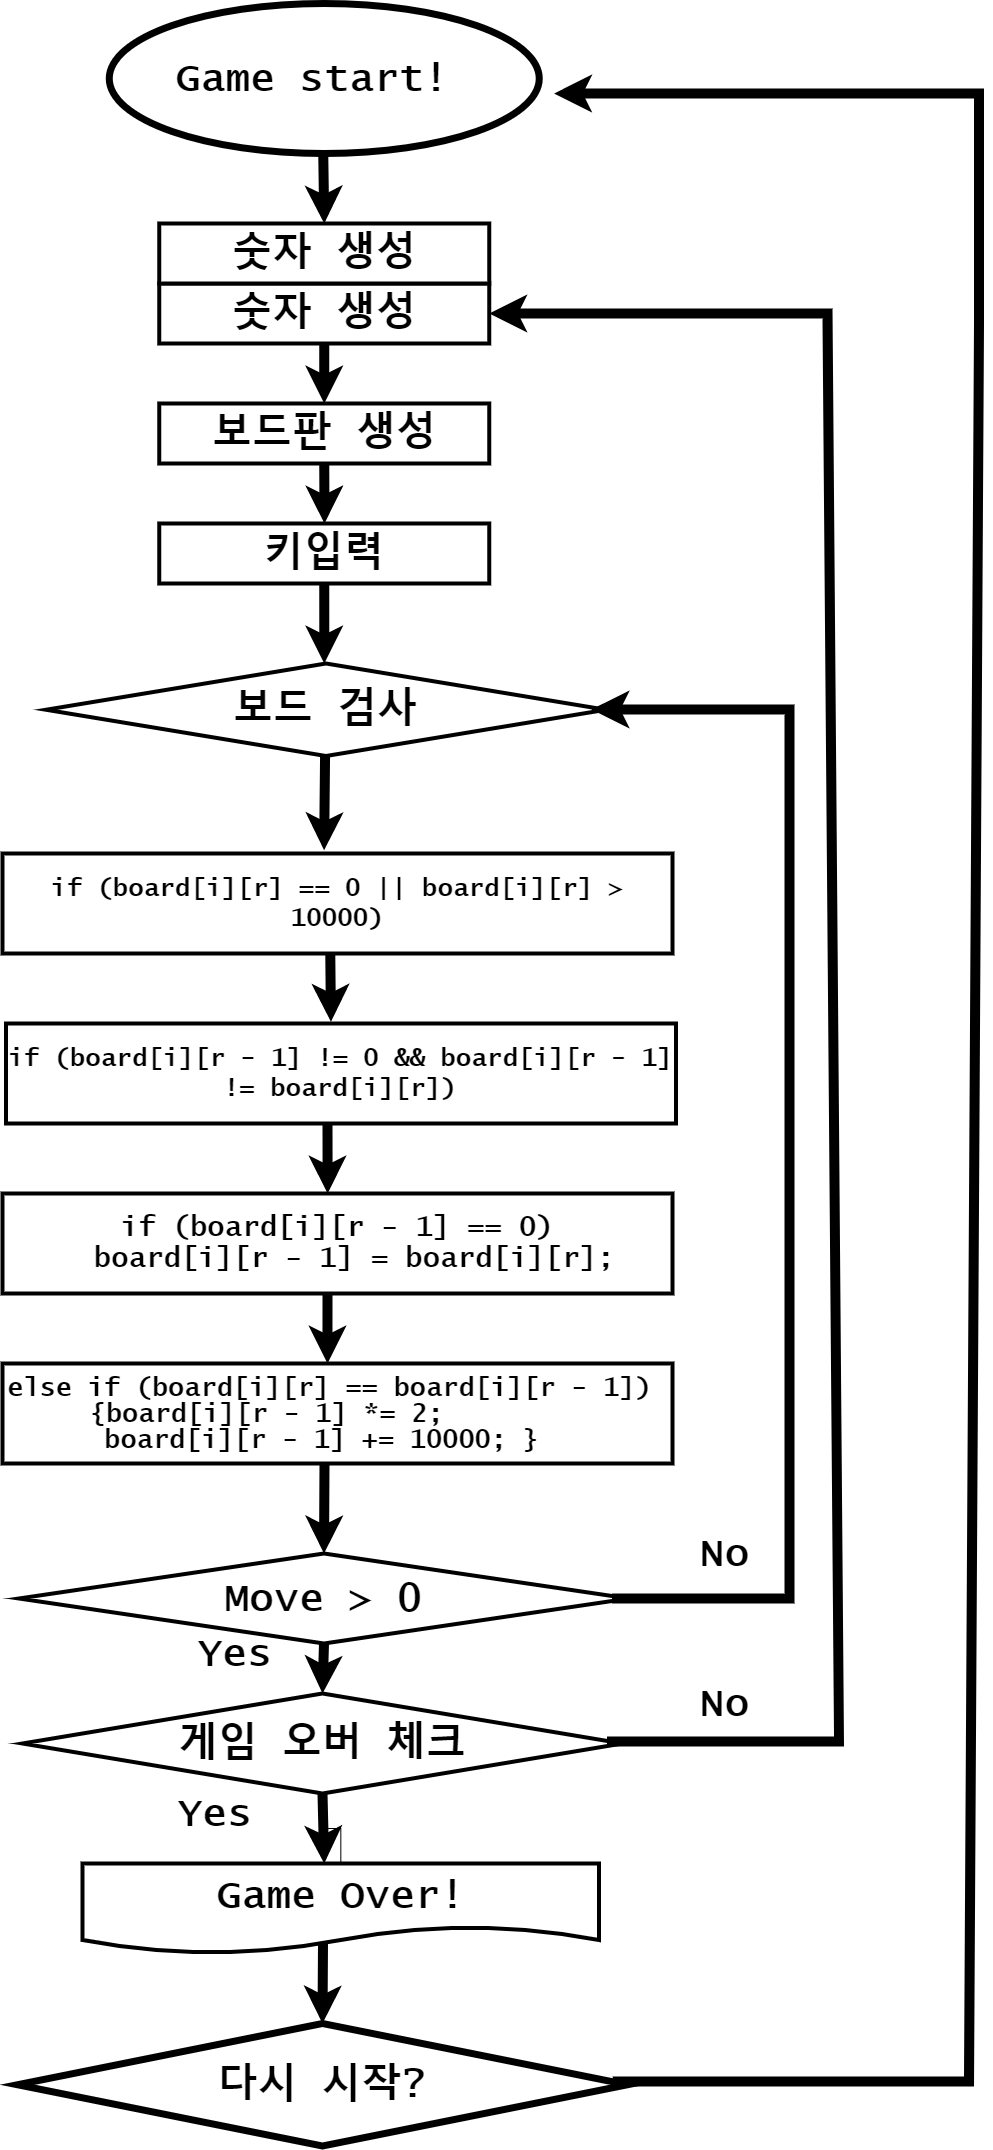 Game start!
숫자 생성
숫자 생성
보드판 생성
키입력
보드 검사
if (board[i][r] == 0 || board[i][r] >
10000)
if (board[i][r - 1] != 0 && board[i][r - 1]
!= board[i][r])
if (board[i][r - 1] == 0)
board[i][r - 1] = board[i][r];
else if (board[i][r] == board[i][r - 1])
{board[i][r - 1] *= 2;
board[i][r - 1] += 10000; }
No
Move > 0
Yes
No
게임 오버 체크
Yes
Game Over!
다시 시작?